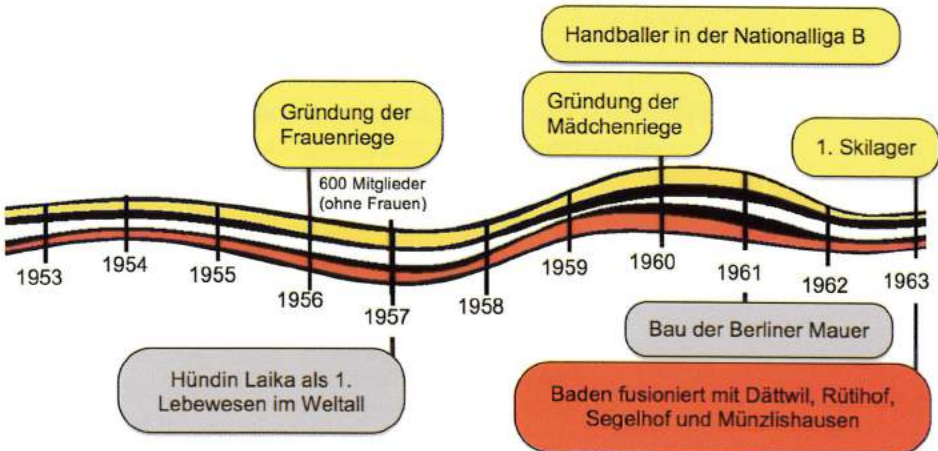 Handballer in der Nationalliga B
Gründung der
Frauenriege
Gründung der
Mädchenriege
1. Skilager
600 Mitglieder
(ohne Frauen)
1953
1954
1955
1956
1957
1958
1959
1960
1961
1962
1963
Bau der Berliner Mauer
Hündin Laika als 1.
Lebewesen im Weltall
Baden fusioniert mit Dättwil, Rütihof,
Segelhof und Münzlishausen